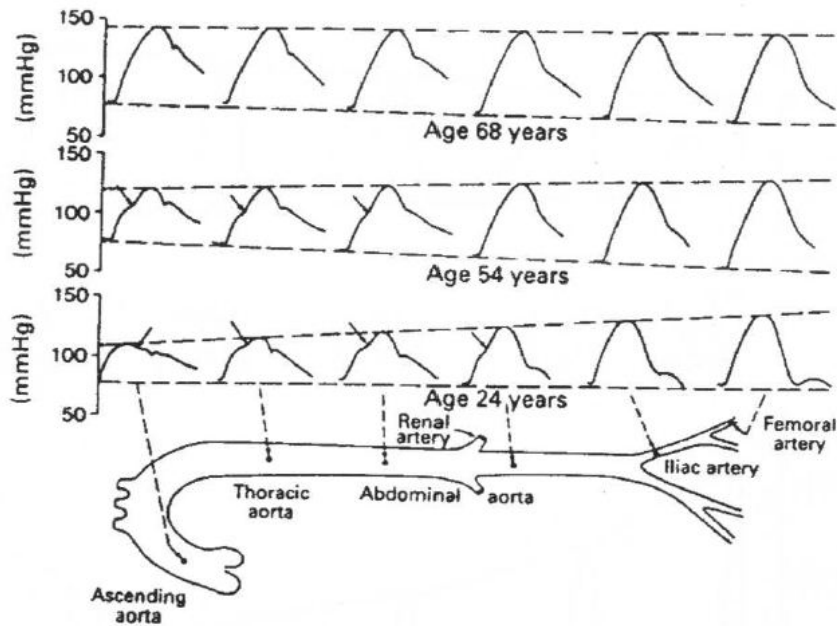 150
100
50
(mmHg)
Age 68 years
150
100
50
(mmHg)
Age 54 years
150
100
50
(mmHg)
Age 24 years
Renal
artery
Femoral
artery
Iliac artery
Thoracic
aorta
Abdominal
aorta
Ascending
aorta